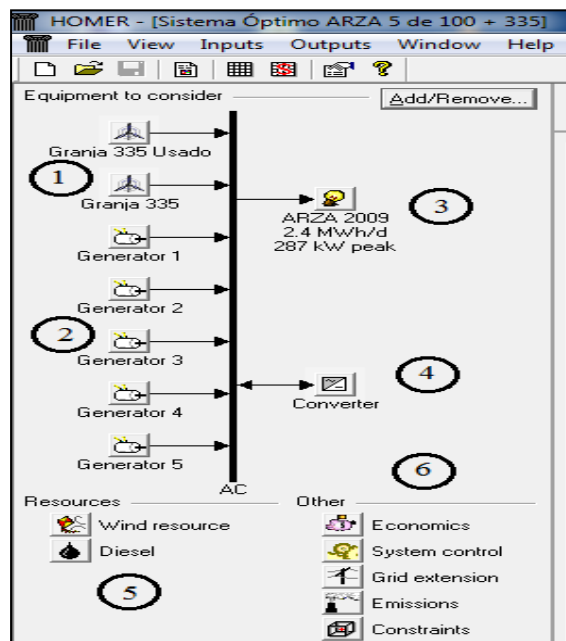 HOMER - [Sistema Óptimo ARZA 5 de 100 + 335]
File View Inputs Outputs Window Help
Equipment to consider
Add/Remove...
Granja 335 Usado
1
Granja 335
3
ARZA 2009
2.4 MWh/d
287 kW peak
Generator 1
Generator 2
2
Generator 3
4
Converter
Generator 4
Generator 5
6
AC
Resources
Other
Wind resource
Economics
Diesel
System control
5
Grid extension
Emissions
Constraints